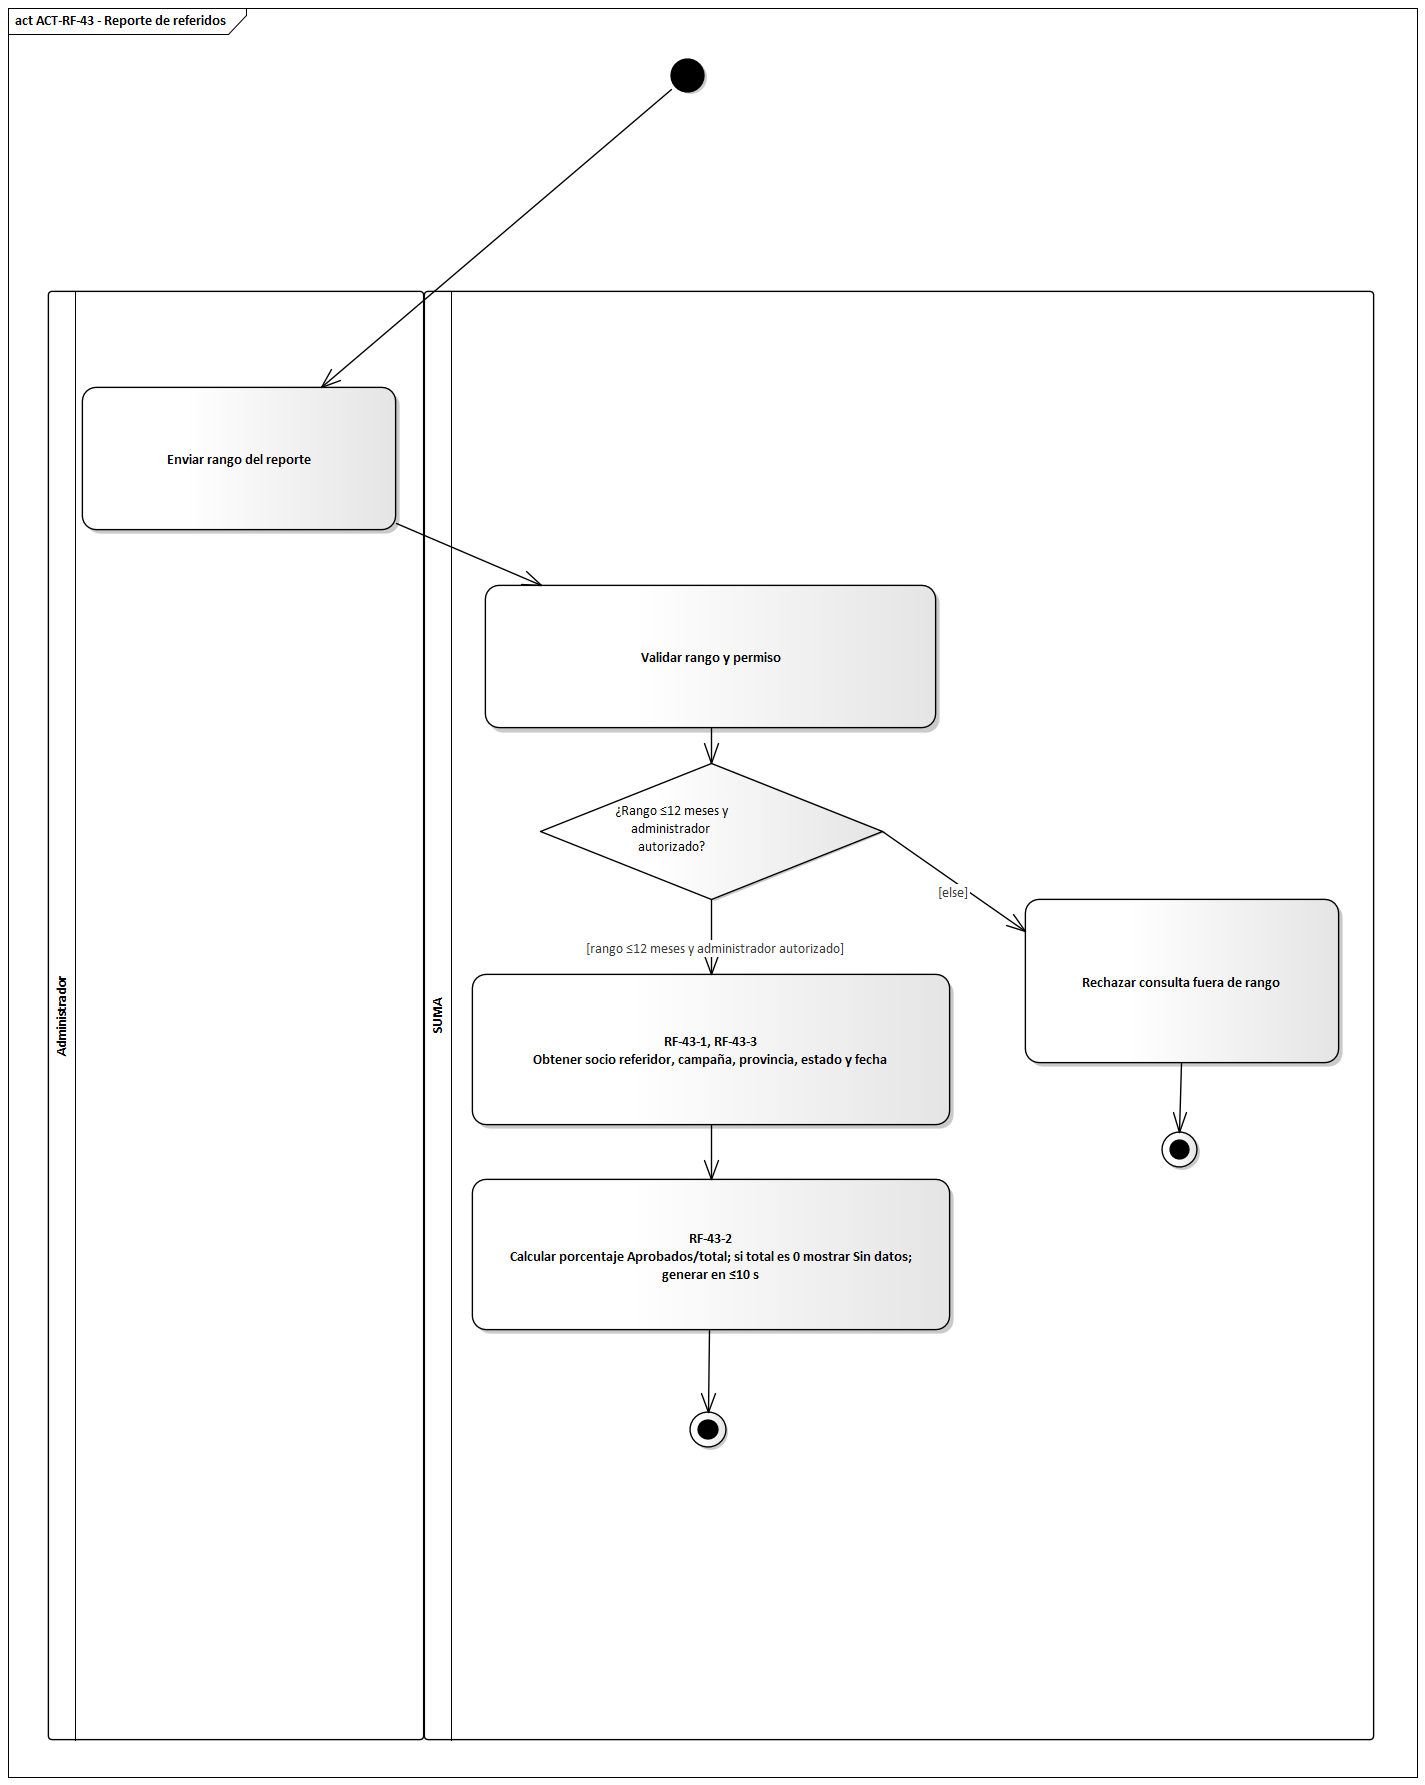 act ACT-RF-43 - Reporte de referidos
Administrador
SUMA
Enviar rango del reporte
Validar rango y permiso
¿Rango ≤12 meses y
administrador
autorizado?
[else]
[rango ≤12 meses y administrador autorizado]
Rechazar consulta fuera de rango
RF-43-1, RF-43-3
Obtener socio referidor, campaña, provincia, estado y fecha
RF-43-2
Calcular porcentaje Aprobados/total; si total es 0 mostrar Sin datos;
generar en ≤10 s